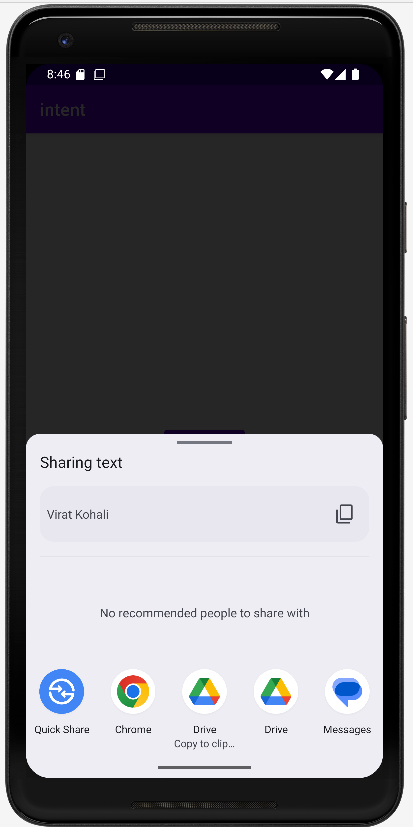 8:46
intent
Sharing text
Virat Kohali
No recommended people to share with
Quick Share
Chrome
Drive
Copy to clip...
Drive
Messages